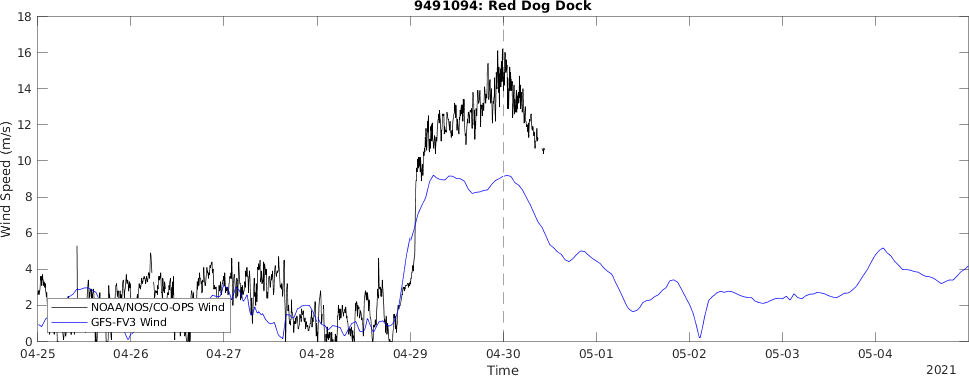 9491094: Red Dog Dock
Wind Speed (m/s)
18
16
14
12
10
8
6
4
2
0
NOAA/NOS/CO-OPS Wind
GFS-FV3 Wind
04-25 04-26 04-27 04-28 04-29 04-30 05-01 05-02 05-03 05-04
Time
2021